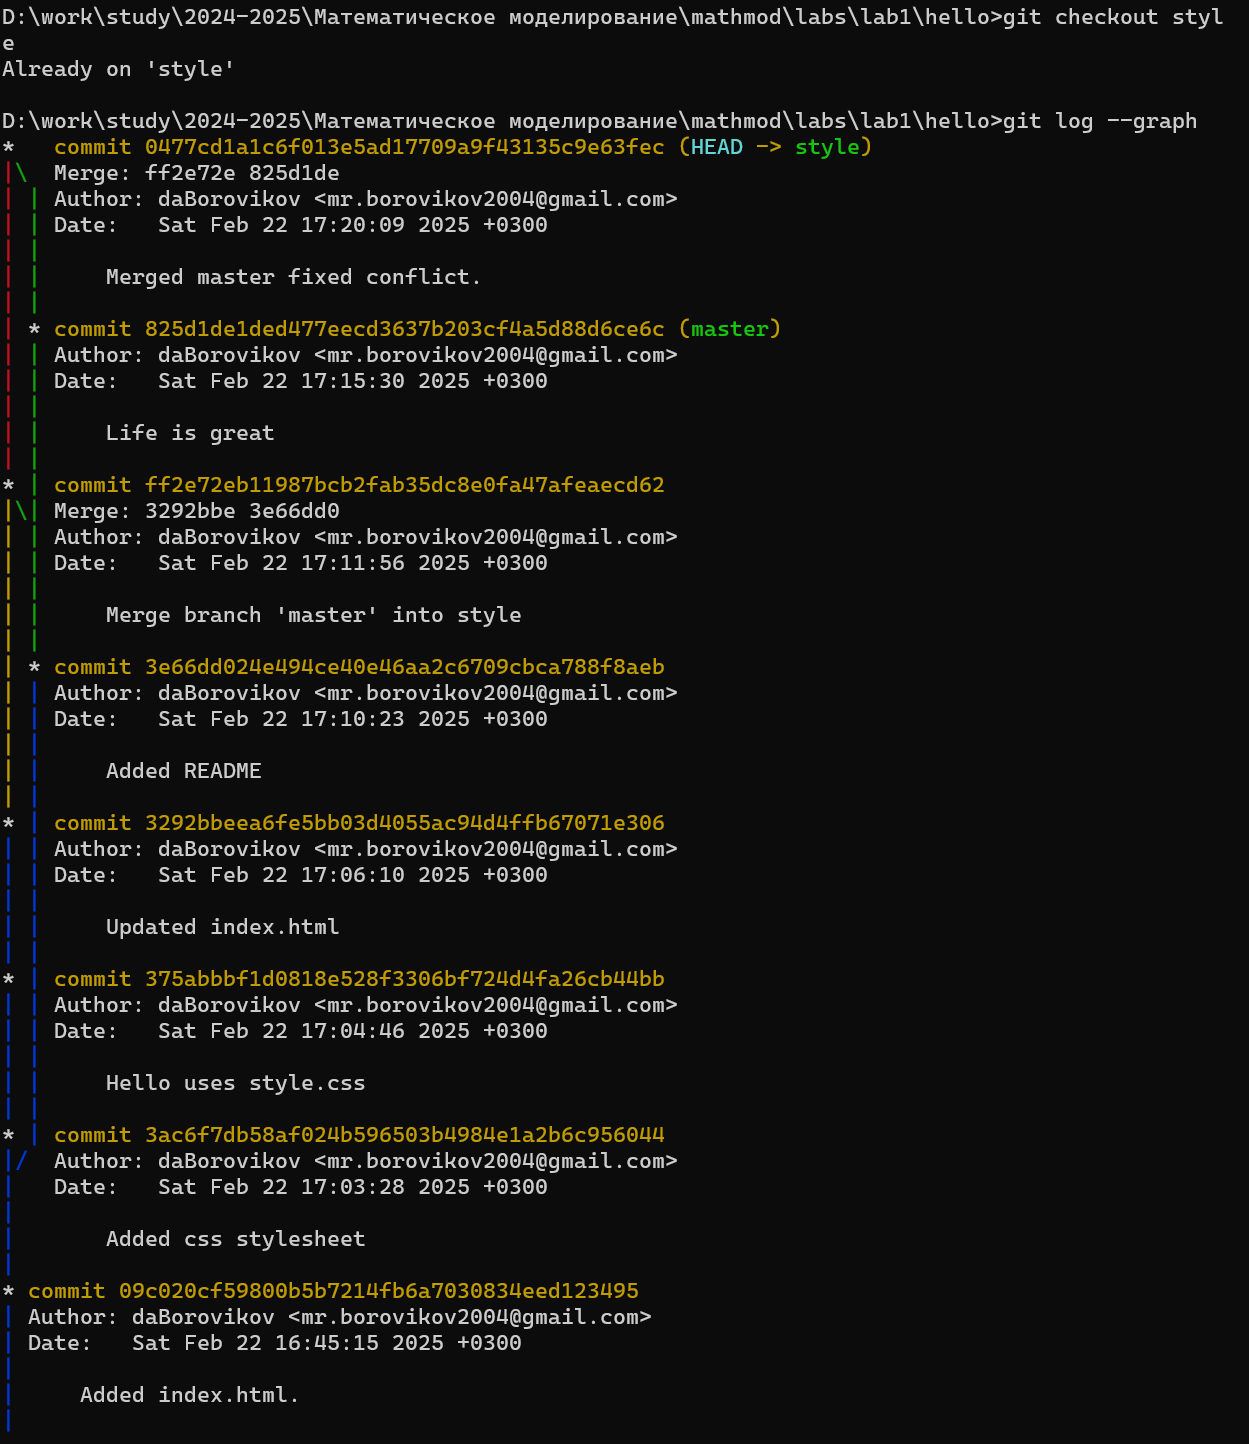 D:\work\study\2024-2025\Математическое моделирование\mathmod\labs\lab1\hello>git checkout styl
e
Already on 'style'

D:\work\study\2024-2025\Математическое моделирование\mathmod\labs\lab1\hello>git log --graph
*   commit 0477cd1a1c6f013e5ad17709a9f43135c9e63fec (HEAD -> style)
|\  Merge: ff2e72e 825d1de
| | Author: daBorovikov <mr.borovikov2004@gmail.com>
| | Date:   Sat Feb 22 17:20:09 2025 +0300
| |
| |     Merged master fixed conflict.
| |
| * commit 825d1de1ded477eecd3637b203cf4a5d88d6ce6c (master)
| | Author: daBorovikov <mr.borovikov2004@gmail.com>
| | Date:   Sat Feb 22 17:15:30 2025 +0300
| |
| |     Life is great
| |
* | commit ff2e72eb11987bcb2fab35dc8e0fa47afeaecd62
|\| Merge: 3292bbe 3e66dd0
| | Author: daBorovikov <mr.borovikov2004@gmail.com>
| | Date:   Sat Feb 22 17:11:56 2025 +0300
| |
| |     Merge branch 'master' into style
| |
| * commit 3e66dd024e494ce40e46aa2c6709cbca788f8aeb
| | Author: daBorovikov <mr.borovikov2004@gmail.com>
| | Date:   Sat Feb 22 17:10:23 2025 +0300
| |
| |     Added README
| |
* | commit 3292bbeea6fe5bb03d4055ac94d4ffb67071e306
| | Author: daBorovikov <mr.borovikov2004@gmail.com>
| | Date:   Sat Feb 22 17:06:10 2025 +0300
| |
| |     Updated index.html
| |
* | commit 375abbbf1d0818e528f3306bf724d4fa26cb44bb
| | Author: daBorovikov <mr.borovikov2004@gmail.com>
| | Date:   Sat Feb 22 17:04:46 2025 +0300
| |
| |     Hello uses style.css
| |
* | commit 3ac6f7db58af024b596503b4984e1a2b6c956044
|/  Author: daBorovikov <mr.borovikov2004@gmail.com>
|   Date:   Sat Feb 22 17:03:28 2025 +0300
|
|       Added css stylesheet
|
* commit 09c020cf59800b5b7214fb6a7030834eed123495
| Author: daBorovikov <mr.borovikov2004@gmail.com>
| Date:   Sat Feb 22 16:45:15 2025 +0300
|
|     Added index.html.
|